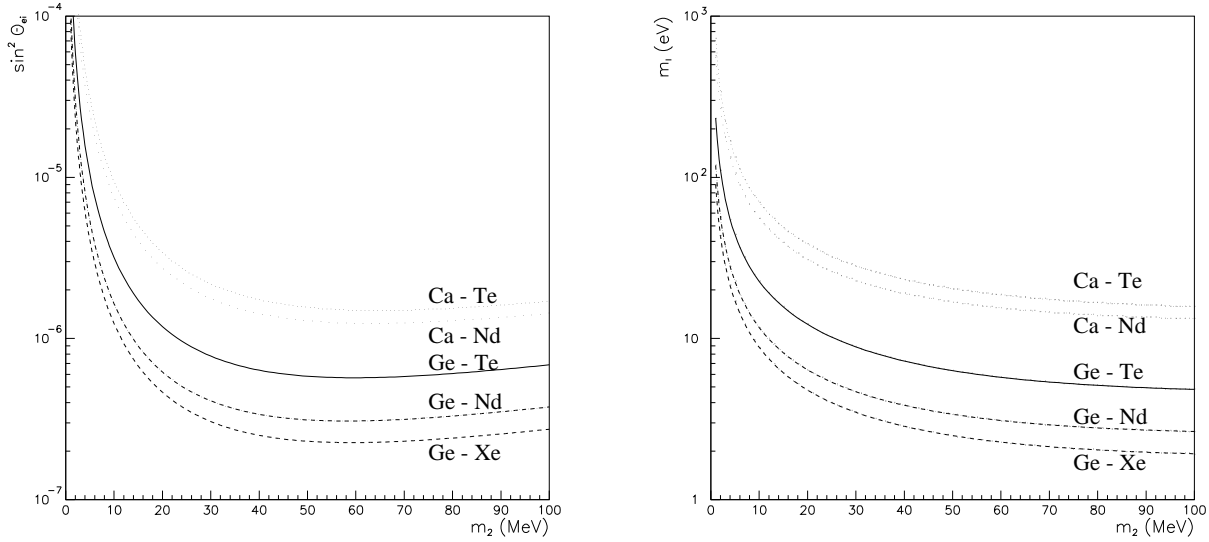 sin² Θei
10⁻⁴
10⁻⁵
10⁻⁶
10⁻⁷
Ca - Te
Ca - Nd
Ge - Te
Ge - Nd
Ge - Xe
0 10 20 30 40 50 60 70 80 90 100
m₂ (MeV)
m₁ (eV)
10³
10²
10
1
Ca - Te
Ca - Nd
Ge - Te
Ge - Nd
Ge - Xe
0 10 20 30 40 50 60 70 80 90 100
m₂ (MeV)